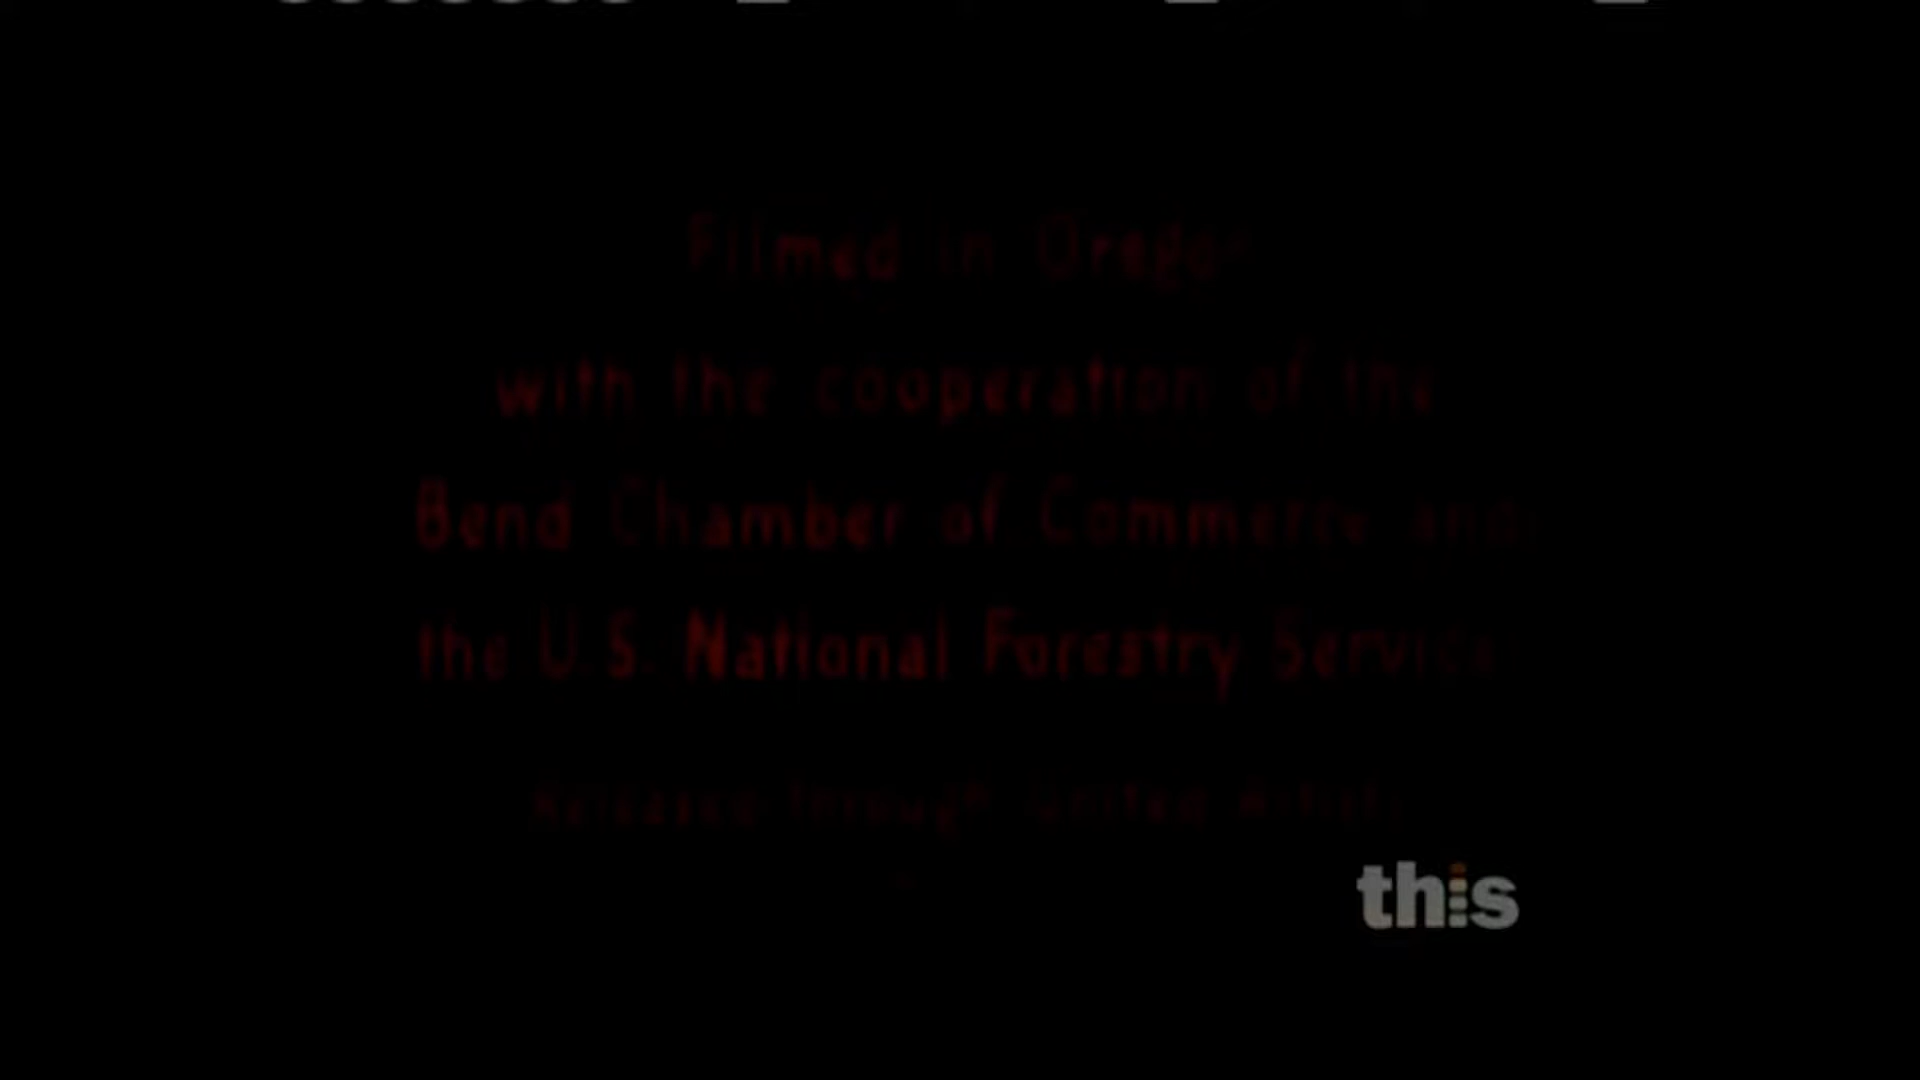 Filmed in Oregon
with the cooperation of the
Bend Chamber of Commerce and
the U.S. National Forestry Service
Released through United Artists
this